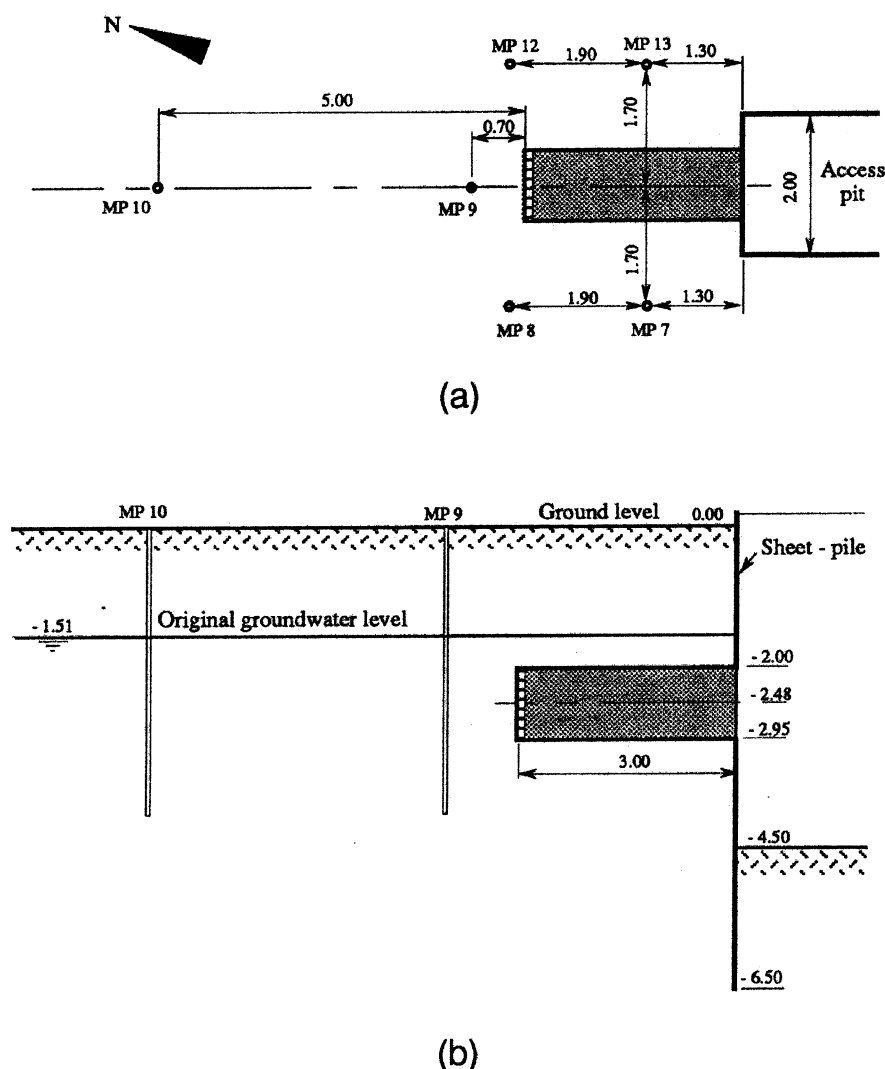 N
MP 12
MP 13
1.90
1.30
5.00
0.70
1.70
2.00
Access
pit
MP 10
MP 9
1.70
1.90
1.30
MP 8
MP 7
(a)
MP 10
MP 9
Ground level
0.00
Sheet - pile
- 1.51
Original groundwater level
- 2.00
- 2.48
- 2.95
3.00
- 4.50
- 6.50
(b)